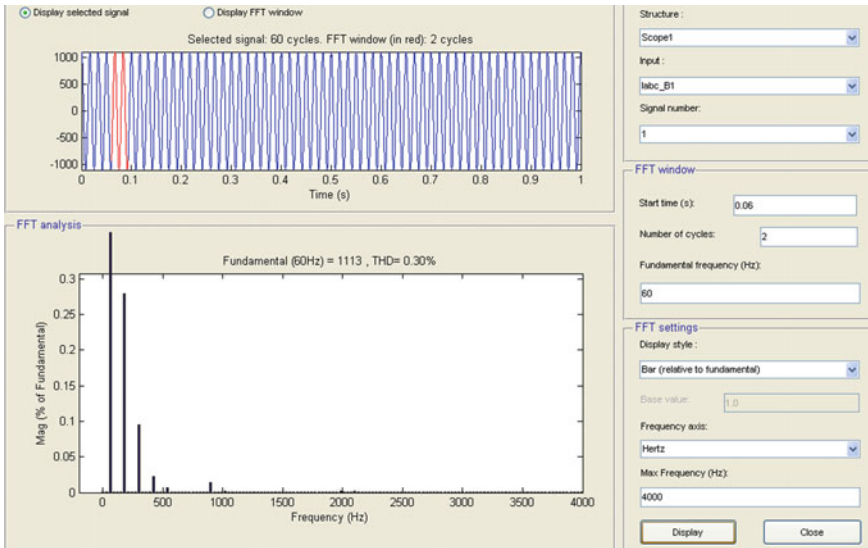 Display selected signal
Display FFT window
Selected signal: 60 cycles. FFT window (in red): 2 cycles
1000
500
0
-500
-1000
0 0.1 0.2 0.3 0.4 0.5 0.6 0.7 0.8 0.9 1
Time (s)
FFT analysis
Fundamental (60Hz) = 1113 , THD= 0.30%
0.3
0.25
0.2
0.15
0.1
0.05
0
Mag (% of Fundamental)
0 500 1000 1500 2000 2500 3000 3500 4000
Frequency (Hz)
Structure :
Scope1
Input :
Iabc_B1
Signal number:
1
FFT window
Start time (s):
0.06
Number of cycles:
2
Fundamental frequency (Hz):
60
FFT settings
Display style :
Bar (relative to fundamental)
Base value:
1.0
Frequency axis:
Hertz
Max Frequency (Hz):
4000
Display
Close